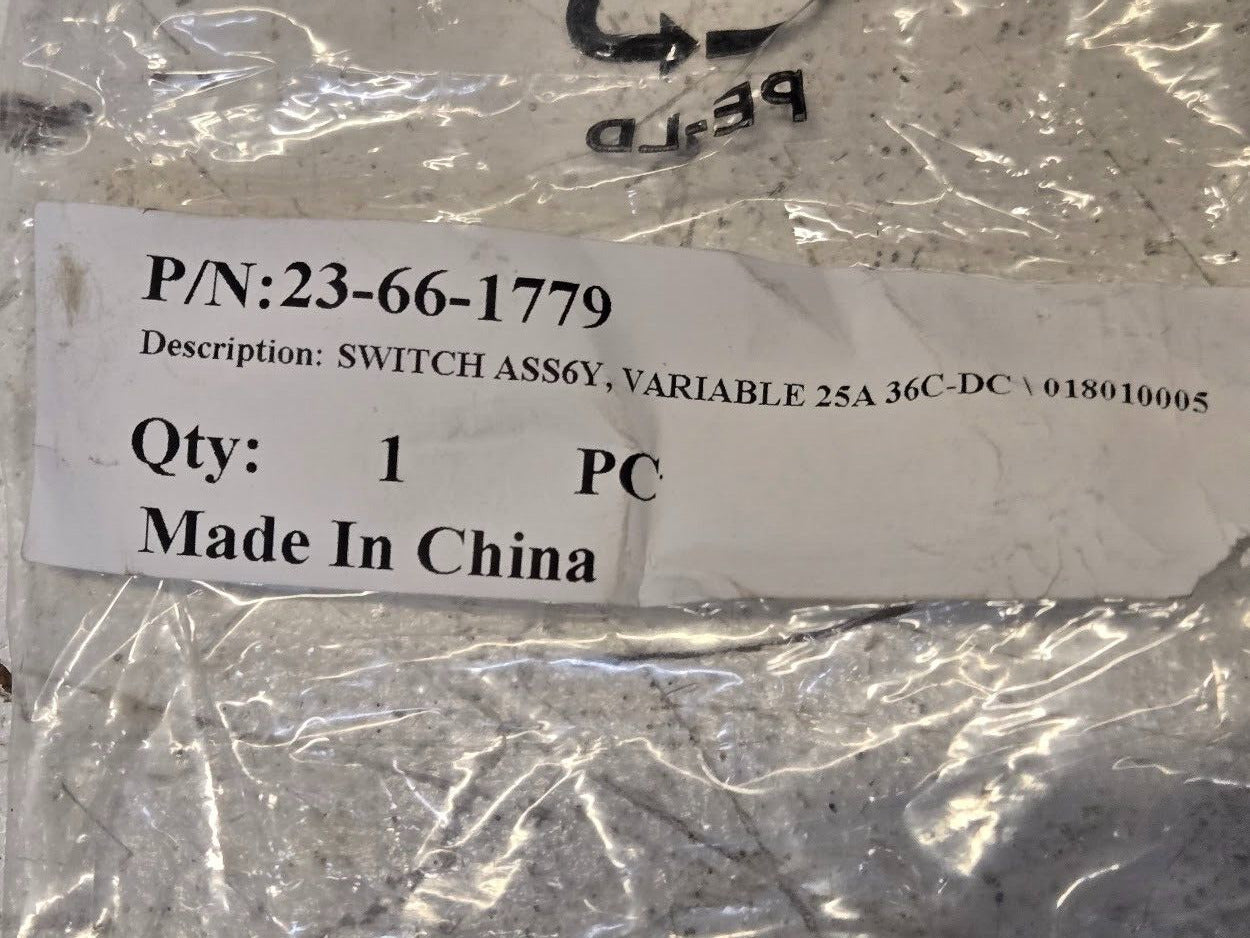 PE-LD
P/N:23-66-1779
Description: SWITCH ASS6Y, VARIABLE 25A 36C-DC \ 018010005
Qty: 1 PC
Made In China